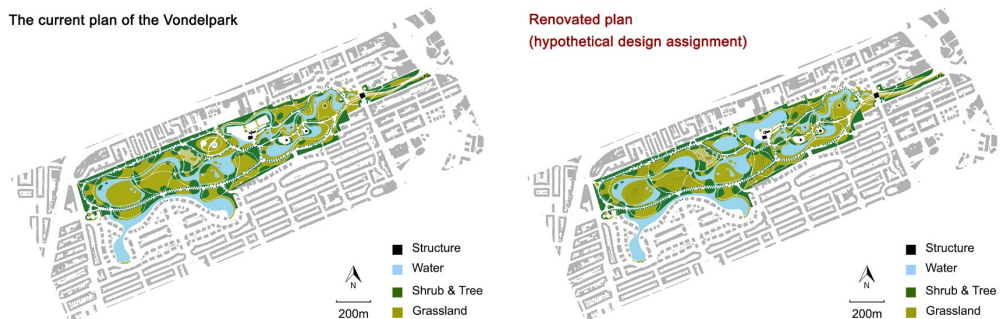 The current plan of the Vondelpark
Structure
Water
Shrub & Tree
Grassland
N
200m
Renovated plan
(hypothetical design assignment)
Structure
Water
Shrub & Tree
Grassland
N
200m